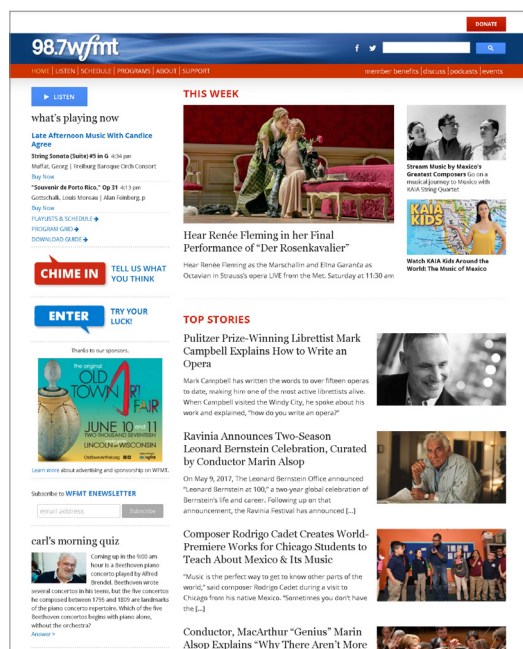 DONATE
98.7wfmt
HOME | LISTEN | SCHEDULE | PROGRAMS | ABOUT | SUPPORT
member benefits | discuss | podcasts | events
LISTEN
what's playing now
Late Afternoon Music With Candice
Agree
String Sonata (Suite) #5 in G 4:34 pm
Muffat, Georg | Freiburg Baroque Orch Consort
Buy Now
"Souvenir de Porto Rico," Op 31 4:13 pm
Gottschalk, Louis Moreau | Alan Feinberg, p
Buy Now
PLAYLISTS & SCHEDULE
PROGRAM GRID
DOWNLOAD GUIDE
CHIME IN
TELL US WHAT
YOU THINK
ENTER
TRY YOUR
LUCK!
Thanks to our sponsors.
The original
OLD
TOWN ART
FAIR
JUNE 10 and 11
TWO THOUSAND SEVENTEEN
LINCOLN at WISCONSIN
Oldtownartfair.org
Learn more about advertising and sponsorship on WFMT.
Subscribe to WFMT ENEWSLETTER
email address
Subscribe
carl's morning quiz
Coming up in the 9:00 am
hour is a Beethoven piano
concerto played by Alfred
Brendel. Beethoven wrote
several concertos in his teens, but the five concertos
he composed between 1795 and 1809 are landmarks
of the piano concerto repertoire. Which of the five
Beethoven concertos begins with piano alone,
without the orchestra?
Answer >
THIS WEEK
Hear Renée Fleming in her Final
Performance of “Der Rosenkavalier”
Hear Renée Fleming as the Marschallin and Elīna Garanča as
Octavian in Strauss’s opera LIVE from the Met. Saturday at 11:30 am
Stream Music by Mexico's
Greatest Composers Go on a
musical journey to Mexico with
KAIA String Quartet
KAIA
KIDS
Watch KAIA Kids Around the
World: The Music of Mexico
TOP STORIES
Pulitzer Prize-Winning Librettist Mark
Campbell Explains How to Write an
Opera
Mark Campbell has written the words to over fifteen operas
to date, making him one of the most active librettists alive.
When Campbell visited the Windy City, he spoke about his
work and explained, “how do you write an opera?”
Ravinia Announces Two-Season
Leonard Bernstein Celebration, Curated
by Conductor Marin Alsop
On May 9, 2017, The Leonard Bernstein Office announced
“Leonard Bernstein at 100,” a two-year global celebration of
Bernstein’s life and career. Following up on that
announcement, the Ravinia Festival has announced [...]
Composer Rodrigo Cadet Creates World-
Premiere Works for Chicago Students to
Teach About Mexico & Its Music
“Music is the perfect way to get to know other parts of the
world,” said composer Rodrigo Cadet during a visit to
Chicago from his native Mexico. “Sometimes you don’t have
the [...]
Conductor, MacArthur “Genius” Marin
Alsop Explains “Why There Aren’t More